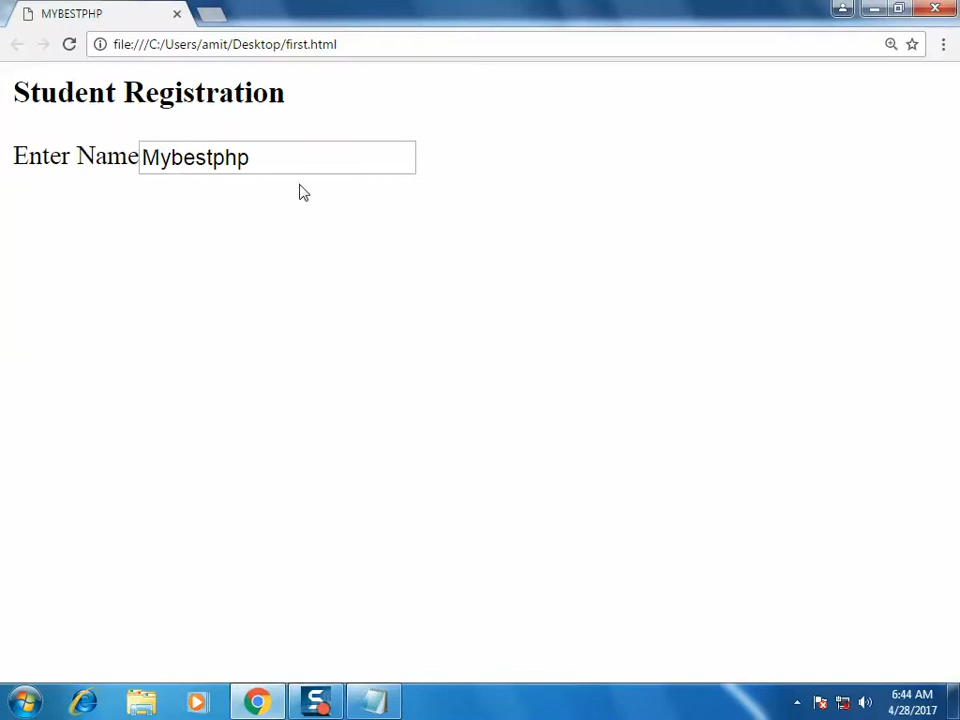 MYBESTPHP
file:///C:/Users/amit/Desktop/first.html
Student Registration
Enter Name Mybestphp
6:44 AM
4/28/2017